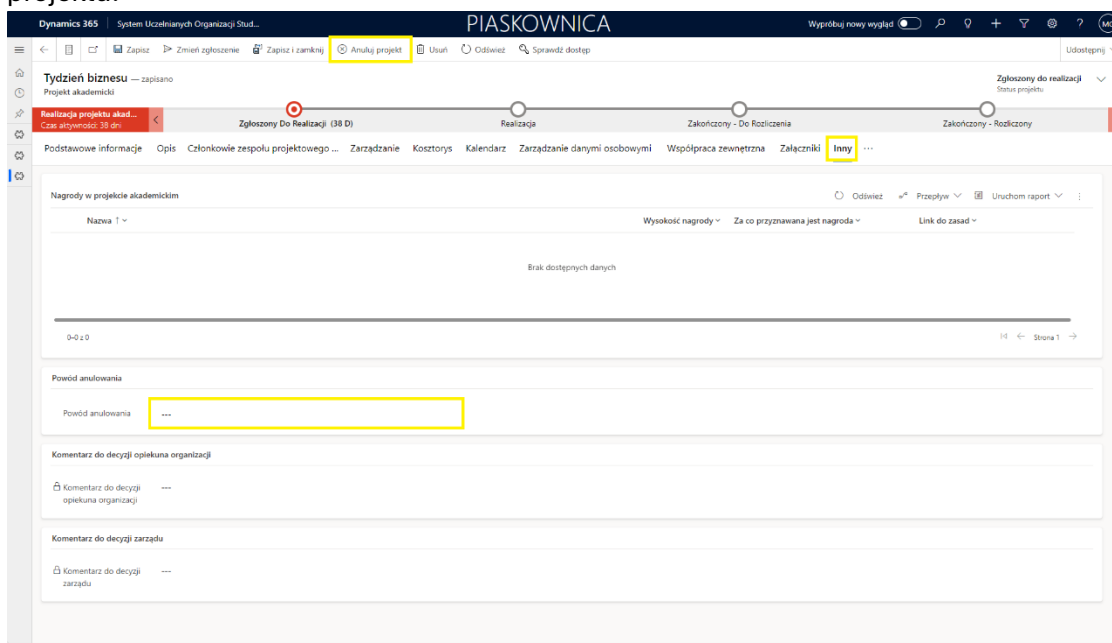 projektu.
Dynamics 365 System Uczelnianych Organizacji Stud... PIASKOWNICA Wypróbuj nowy wygląd
Zapisz Zmień zgłoszenie Zapisz i zamknij Anuluj projekt Usuń Odśwież Sprawdź dostęp Udostępnij
Tydzień biznesu — zapisano Zgłoszony do realizacji
Projekt akademicki Status projektu
Realizacja projektu akad...
Czas aktywności: 38 dni Zgłoszony Do Realizacji (38 D) Realizacja Zakończony - Do Rozliczenia Zakończony - Rozliczony
Podstawowe informacje Opis Członkowie zespołu projektowego ... Zarządzanie Kosztorys Kalendarz Zarządzanie danymi osobowymi Współpraca zewnętrzna Załączniki Inny ...
Nagrody w projekcie akademickim Odśwież Przepływ Uruchom raport
Nazwa ↑ Wysokość nagrody Za co przyznawana jest nagroda Link do zasad
Brak dostępnych danych
0-0 z 0 Strona 1
Powód anulowania
Powód anulowania ---
Komentarz do decyzji opiekuna organizacji
Komentarz do decyzji ---
opiekuna organizacji
Komentarz do decyzji zarządu
Komentarz do decyzji ---
zarządu